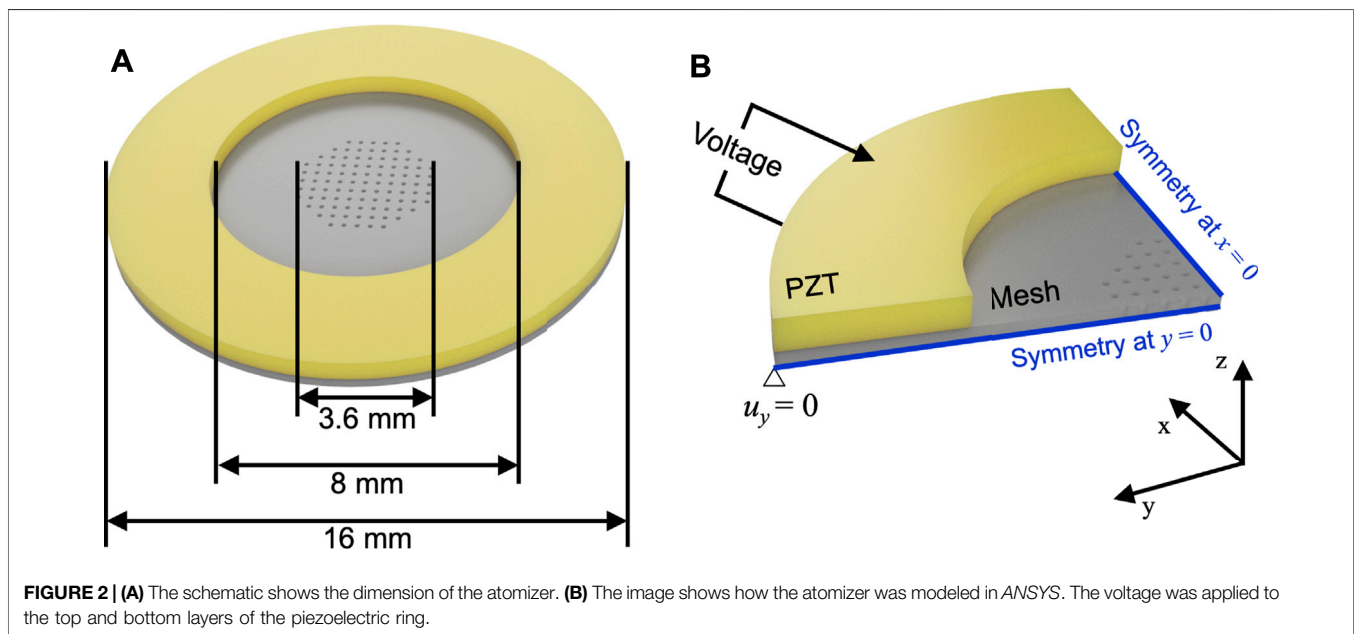 A
3.6 mm
8 mm
16 mm
B
Voltage
PZT
Mesh
Symmetry at x = 0
Symmetry at y = 0
u_y = 0
z
x
y
FIGURE 2 | (A) The schematic shows the dimension of the atomizer. (B) The image shows how the atomizer was modeled in ANSYS. The voltage was applied to
the top and bottom layers of the piezoelectric ring.